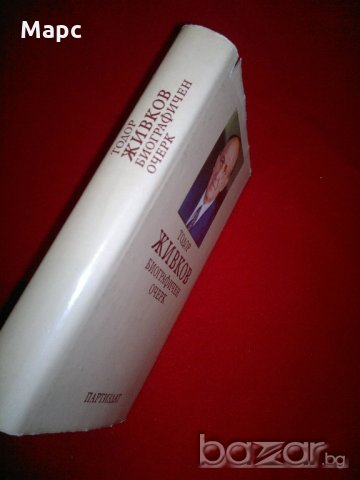 Марс
ТОДОР
ЖИВКОВ
БИОГРАФИЧЕН
ОЧЕРК
ТОДОР
ЖИВКОВ
БИОГРАФИЧЕН
ОЧЕРК
ПАРТИЗДАТ
bazar.bg